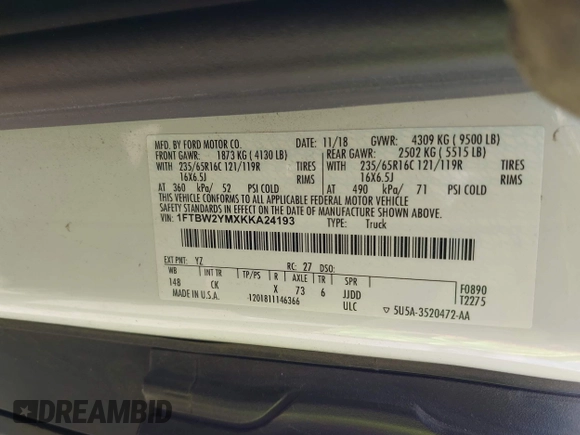 MFD. BY FORD MOTOR CO. DATE: 11/18 GVWR: 4309 KG ( 9500 LB)
FRONT GAWR: 1873 KG ( 4130 LB) REAR GAWR: 2502 KG ( 5515 LB)
WITH 235/65R16C 121/119R TIRES WITH 235/65R16C 121/119R TIRES
16X6.5J RIMS 16X6.5J RIMS
AT 360 kPa/ 52 PSI COLD AT 490 kPa/ 71 PSI COLD
THIS VEHICLE CONFORMS TO ALL APPLICABLE FEDERAL MOTOR VEHICLE
SAFETY STANDARDS IN EFFECT ON THE DATE OF MANUFACTURE SHOWN ABOVE.
VIN: 1FTBW2YMXKKA24193 TYPE: Truck
EXT PNT: YZ RC: 27 DSO:
WB INT TR TP/PS R AXLE TR SPR F0890
148 CK X 73 6 JJDD T2275
MADE IN U.S.A. -1201811146366 ULC ▽ 5U5A-3520472-AA
DREAMBID